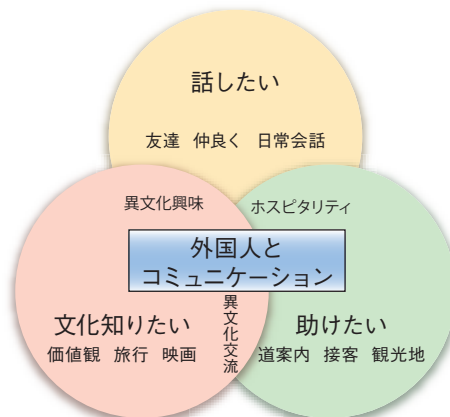 話したい
友達 仲良く 日常会話
異文化興味
ホスピタリティ
外国人と
コミュニケーション
文化知りたい
価値観 旅行 映画
異文化交流
助けたい
道案内 接客 観光地